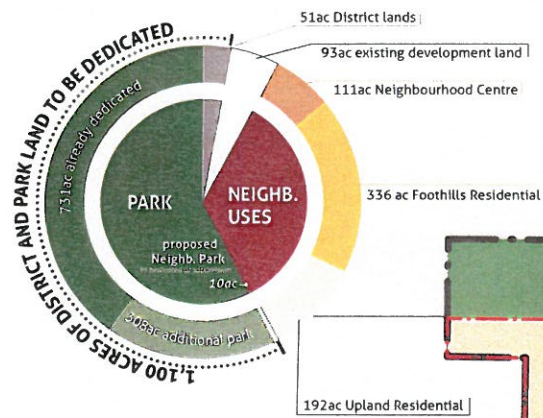 51ac District lands
93ac existing development land
111ac Neighbourhood Centre
336 ac Foothills Residential
192ac Upland Residential
1,100 ACRES OF DISTRICT AND PARK LAND TO BE DEDICATED
731ac already dedicated
308ac additional park
PARK
NEIGHB.
USES
proposed
Neighb. Park
10ac